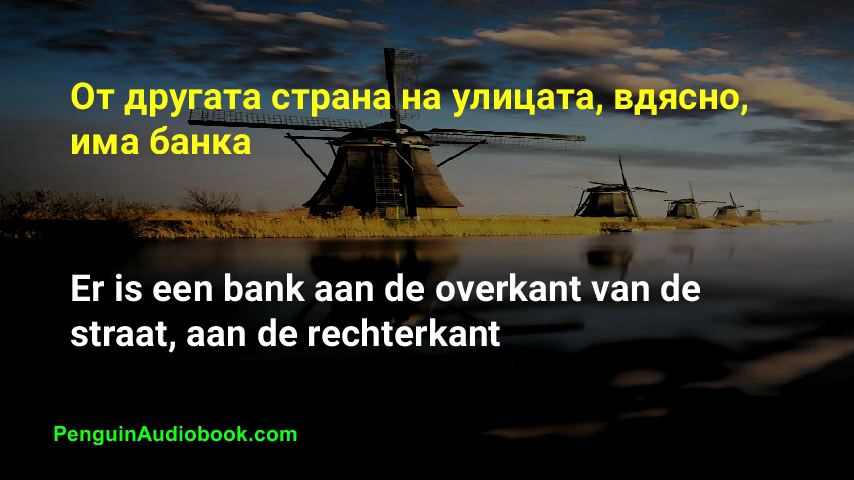 От другата страна на улицата, вдясно,
има банка
Er is een bank aan de overkant van de
straat, aan de rechterkant
PenguinAudiobook.com